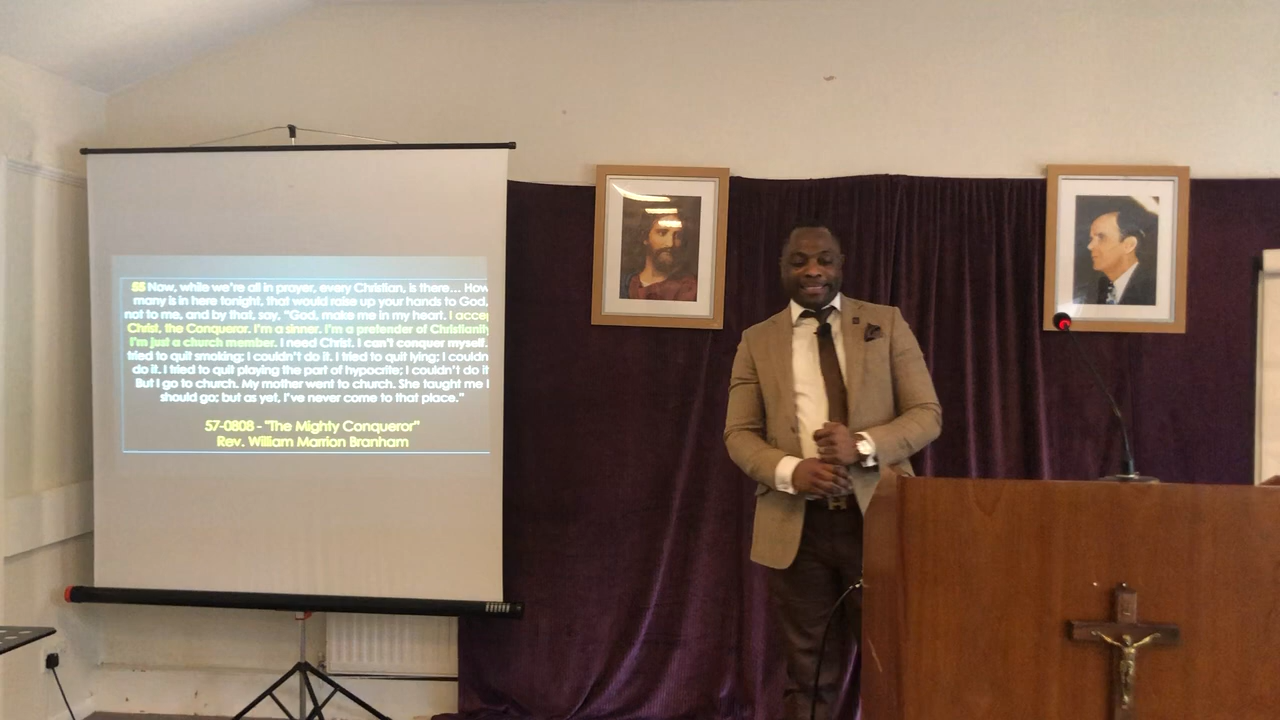 55 Now, while we're all in prayer, every Christian, is there... How
many is in here tonight, that would raise up your hands to God,
not to me, and by that, say, "God, make me in my heart. I accep
Christ, the Conqueror. I'm a sinner. I'm a pretender of Christianity
I'm just a church member. I need Christ. I can't conquer myself.
tried to quit smoking; I couldn't do it. I tried to quit lying; I couldn
do it. I tried to quit playing the part of hypocrite; I couldn't do it
But I go to church. My mother went to church. She taught me I
should go; but as yet, I've never come to that place."
57-0808 - "The Mighty Conqueror"
Rev. William Marrion Branham